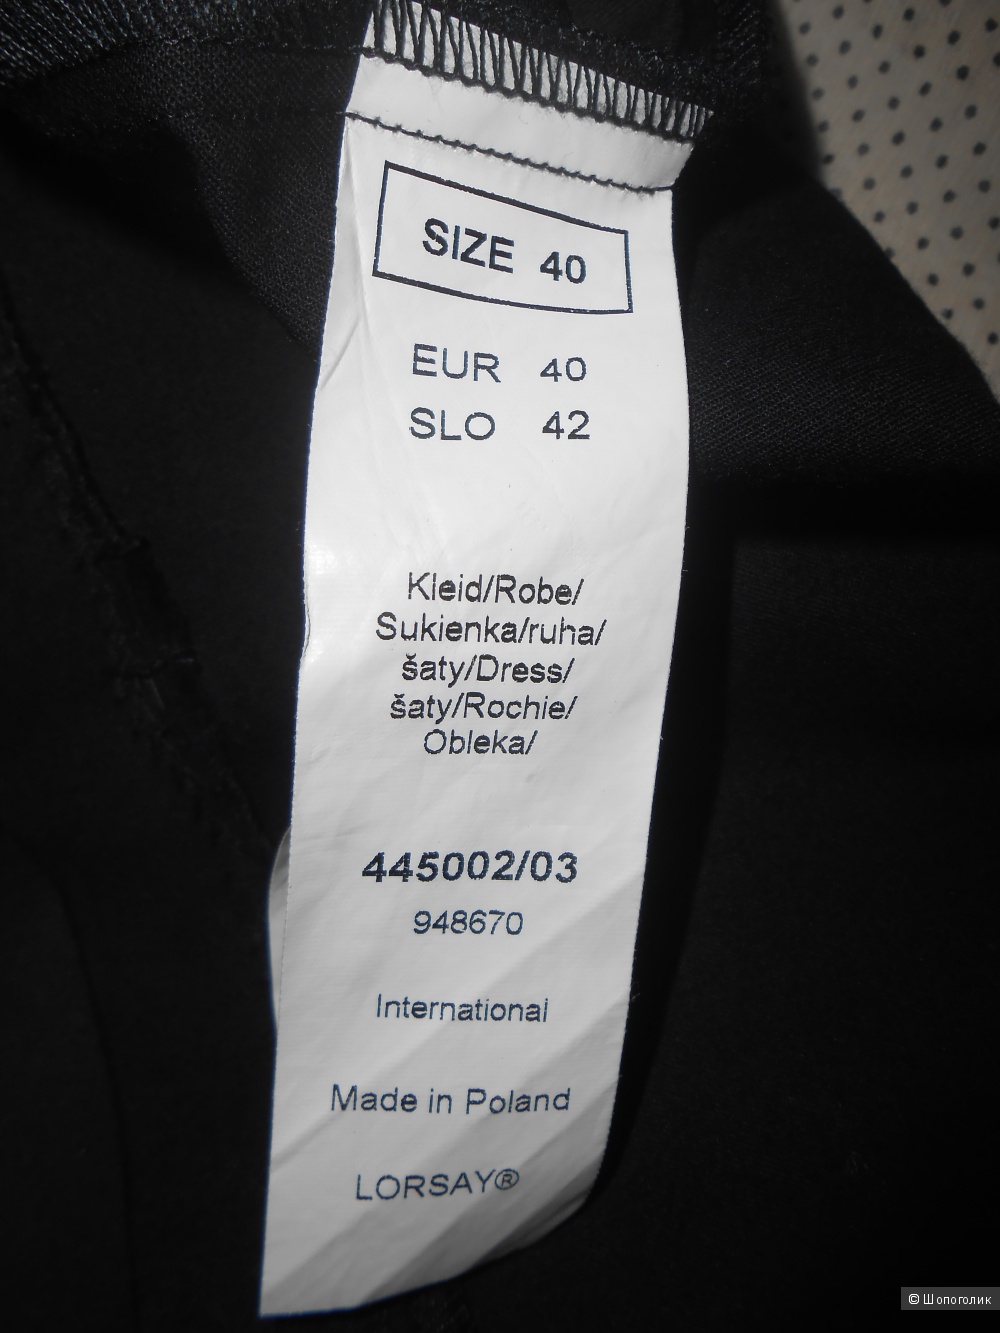 SIZE 40
EUR 40
SLO 42
Kleid/Robe/
Sukienka/ruha/
šaty/Dress/
šaty/Rochie/
Obleka/
445002/03
948670
International
Made in Poland
LORSAY®
© Шопоголик